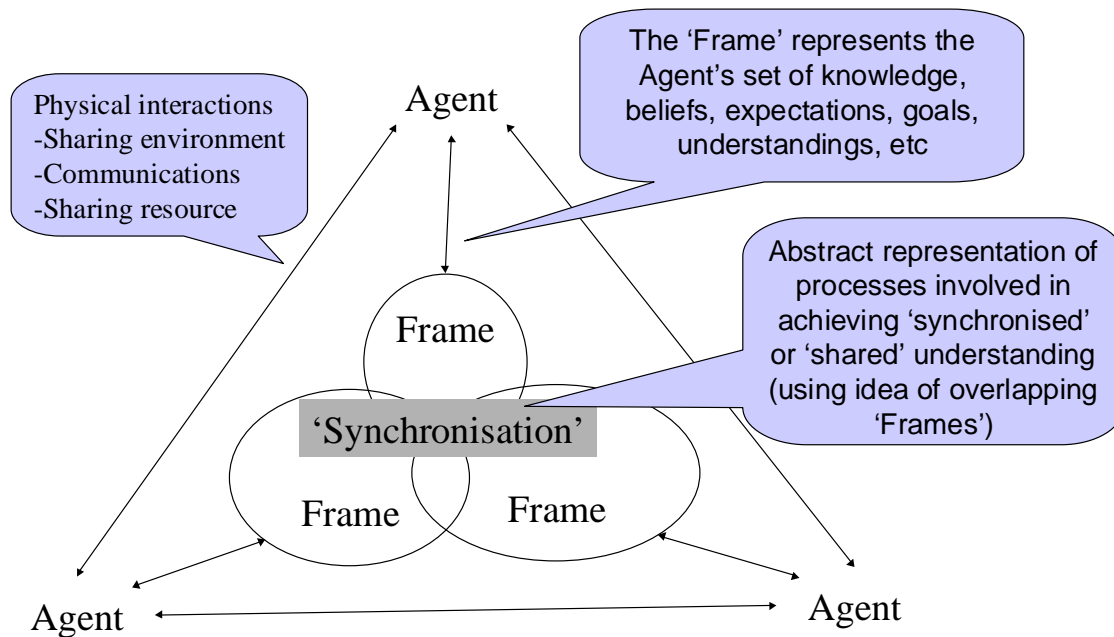 Physical interactions
-Sharing environment
-Communications
-Sharing resource
Agent
The ‘Frame’ represents the
Agent’s set of knowledge,
beliefs, expectations, goals,
understandings, etc
Abstract representation of
processes involved in
achieving ‘synchronised’
or ‘shared’ understanding
(using idea of overlapping
‘Frames’)
Frame
‘Synchronisation’
Frame
Frame
Agent
Agent